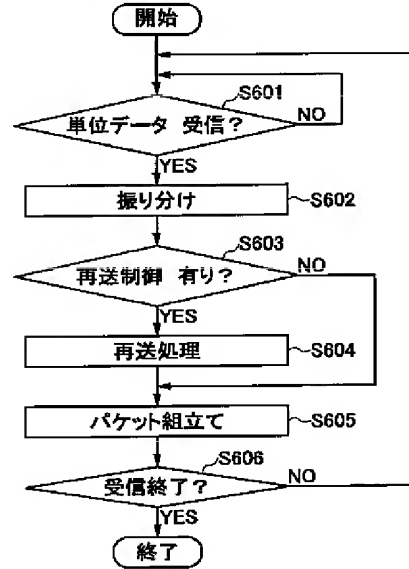 開始
S601
単位データ 受信?
NO
YES
振り分け
S602
S603
再送制御 有り?
NO
YES
再送処理
S604
パケット組立て
S605
S606
受信終了?
NO
YES
終了